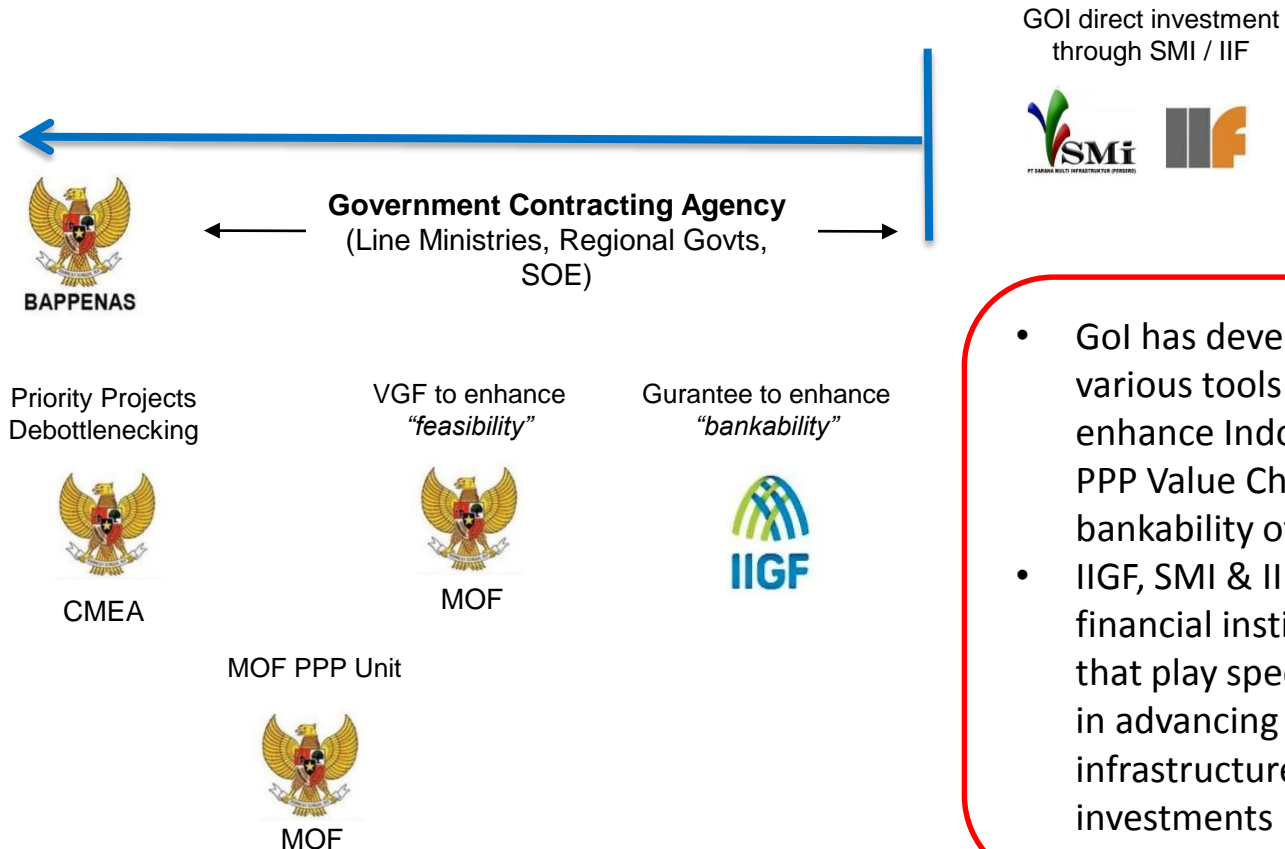 GOI direct investment
through SMI / IIF
SMi
PT SARANA MULTI INFRASTRUKTUR (PERSERO)
IIF
BAPPENAS
Government Contracting Agency
(Line Ministries, Regional Govts,
SOE)
Priority Projects
Debottlenecking
CMEA
VGF to enhance
“feasibility”
MOF
Gurantee to enhance
“bankability”
IIGF
MOF PPP Unit
MOF
• GoI has deve
various tools
enhance Indo
PPP Value Ch
bankability o
• IIGF, SMI & II
financial insti
that play spe
in advancing
infrastructure
investments